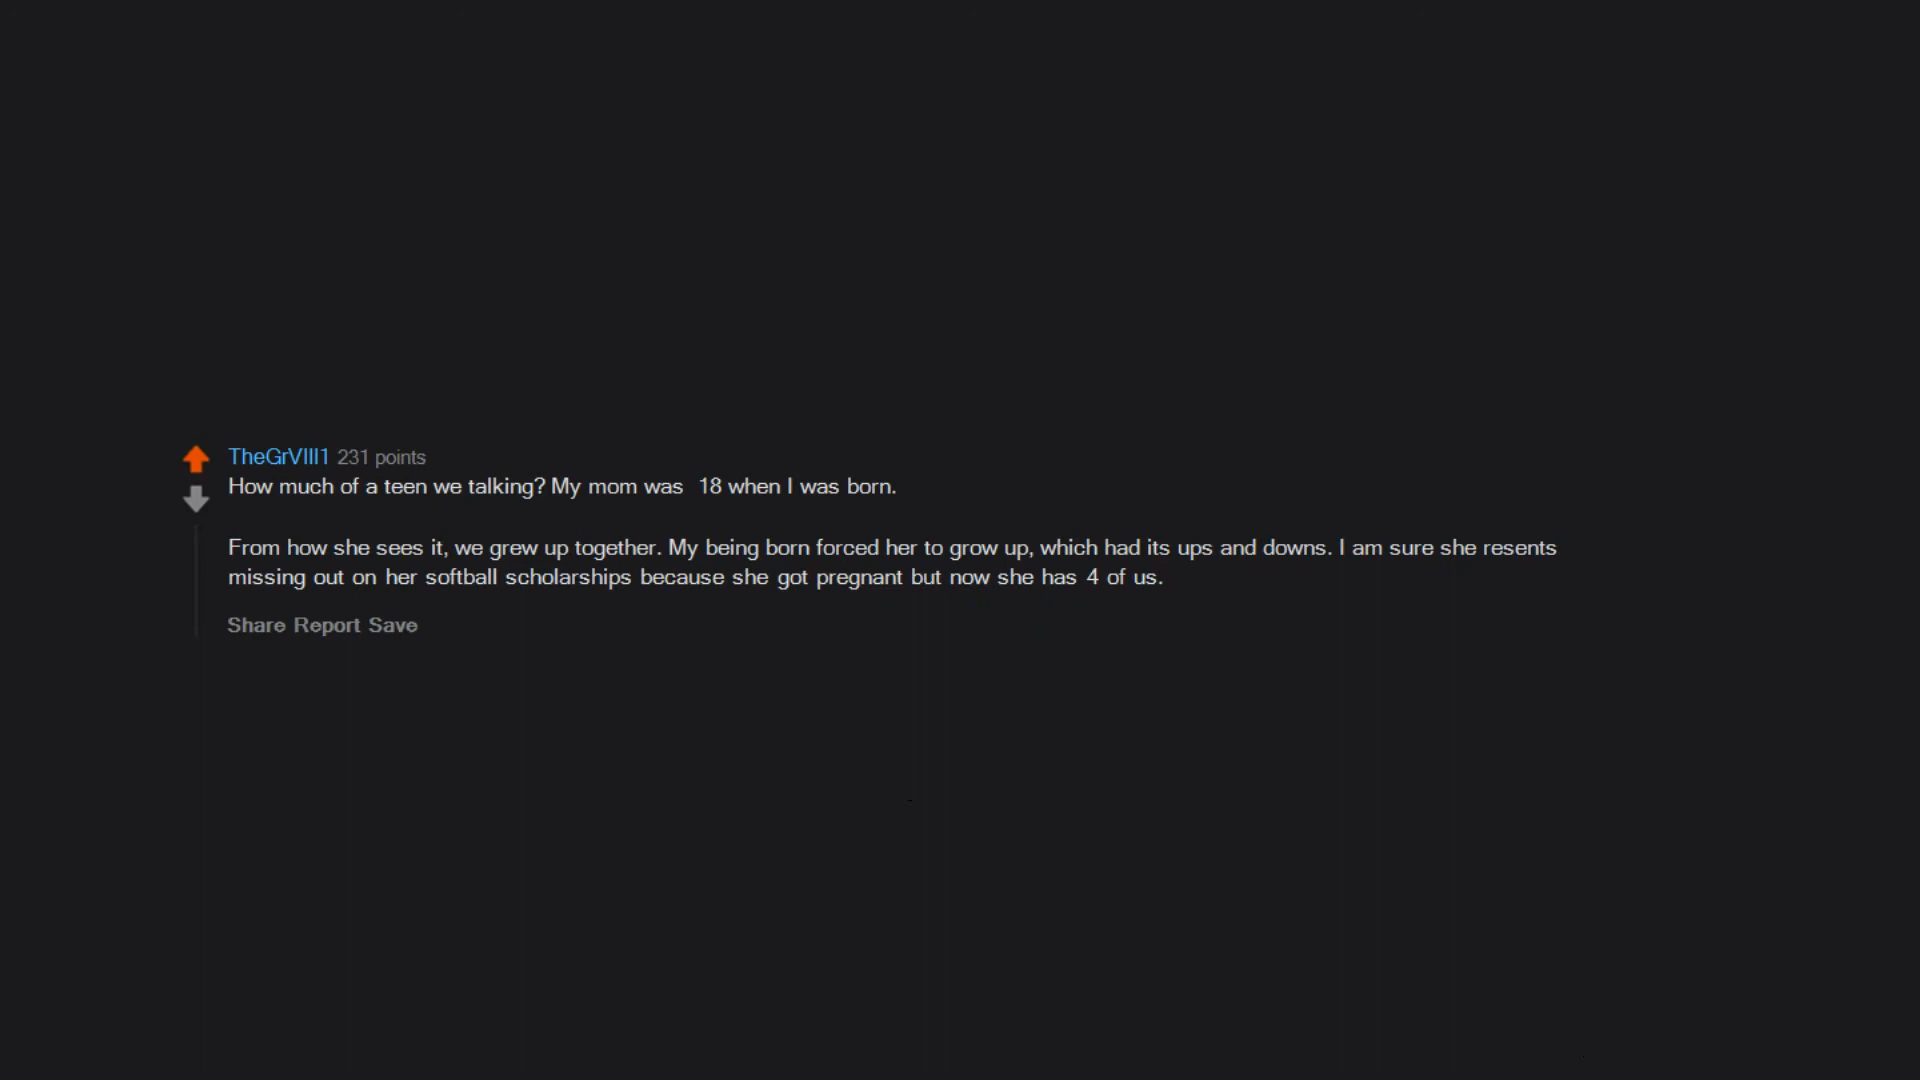 TheGrVIII1 231 points
How much of a teen we talking? My mom was  18 when I was born.
From how she sees it, we grew up together. My being born forced her to grow up, which had its ups and downs. I am sure she resents
missing out on her softball scholarships because she got pregnant but now she has 4 of us.
Share Report Save